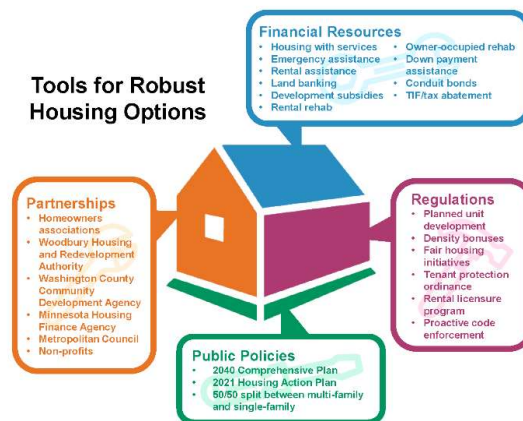 Tools for Robust
Housing Options
Financial Resources
• Housing with services
• Emergency assistance
• Rental assistance
• Land banking
• Development subsidies
• Rental rehab
• Owner-occupied rehab
• Down payment
assistance
• Conduit bonds
• TIF/tax abatement
Partnerships
• Homeowners
associations
• Woodbury Housing
and Redevelopment
Authority
• Washington County
Community
Development Agency
• Minnesota Housing
Finance Agency
• Metropolitan Council
• Non-profits
Regulations
• Planned unit
development
• Density bonuses
• Fair housing
initiatives
• Tenant protection
ordinance
• Rental licensure
program
• Proactive code
enforcement
Public Policies
• 2040 Comprehensive Plan
• 2021 Housing Action Plan
• 50/50 split between multi-family
and single-family